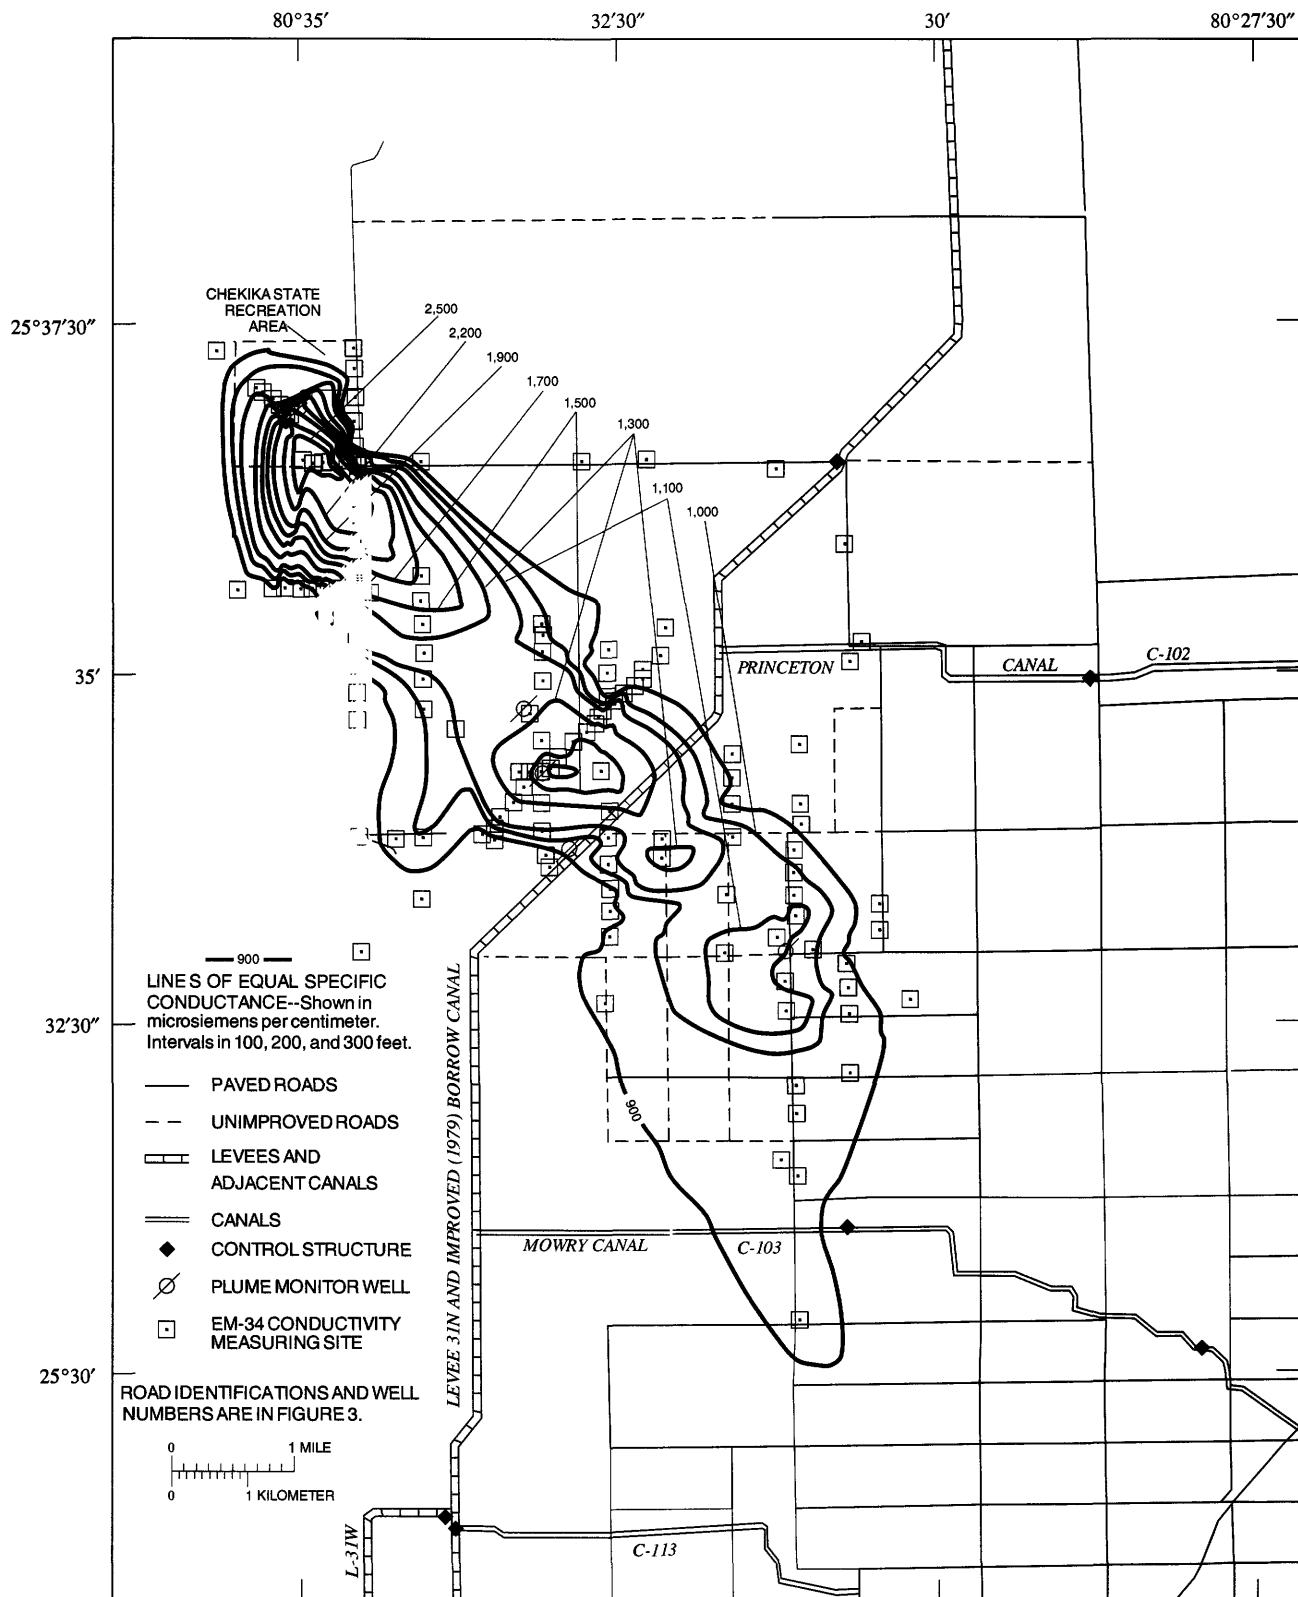 80°35′ 32′30″ 30′ 80°27′30″
CHEKIKA STATE
RECREATION
AREA
2,500
25°37′30″
2,200
1,900
1,700
1,500
1,300
1,100
1,000
35′
PRINCETON CANAL C-102
900
LINES OF EQUAL SPECIFIC
CONDUCTANCE--Shown in
microsiemens per centimeter.
Intervals in 100, 200, and 300 feet.
32′30″
PAVED ROADS
UNIMPROVED ROADS
LEVEES AND
ADJACENT CANALS
CANALS
CONTROL STRUCTURE
PLUME MONITOR WELL
EM-34 CONDUCTIVITY
MEASURING SITE
LEVEE 31N AND IMPROVED (1979) BORROW CANAL
900
MOWRY CANAL C-103
25°30′
ROAD IDENTIFICATIONS AND WELL
NUMBERS ARE IN FIGURE 3.
0 1 MILE
0 1 KILOMETER
L-31W
C-113